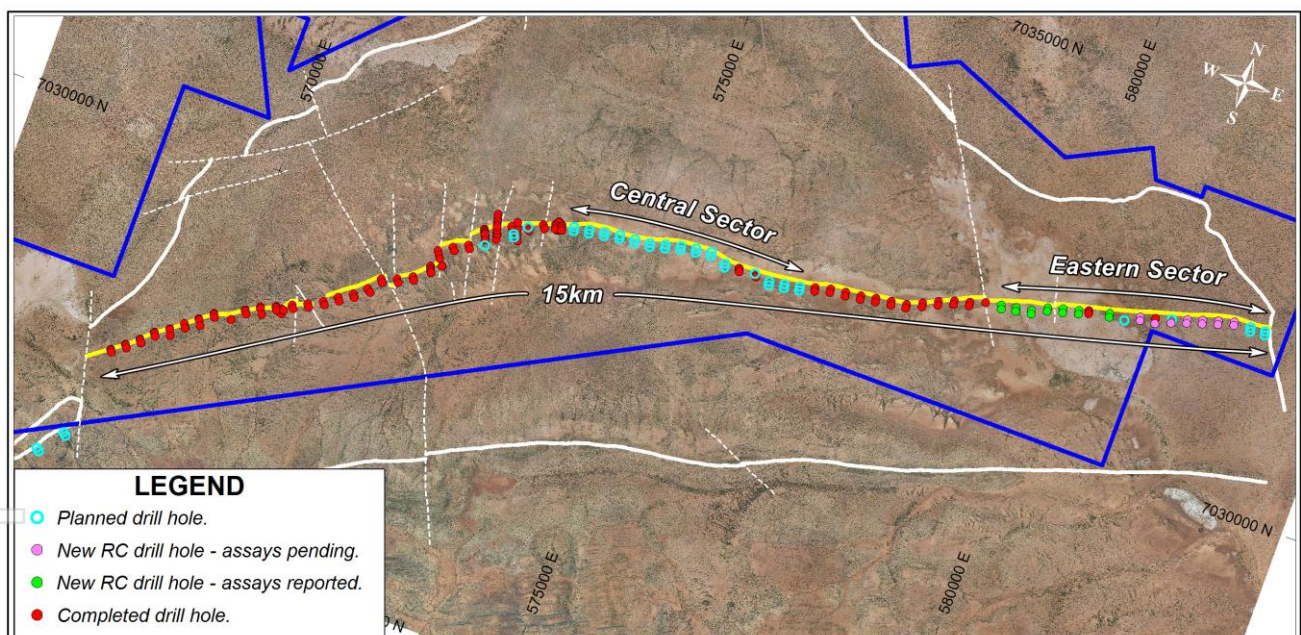 7030000 N
570000 E
575000 E
7035000 N
580000 E
N
W
E
S
Central Sector
Eastern Sector
15km
LEGEND
Planned drill hole.
New RC drill hole - assays pending.
New RC drill hole - assays reported.
Completed drill hole.
575000 E
580000 E
7030000 N